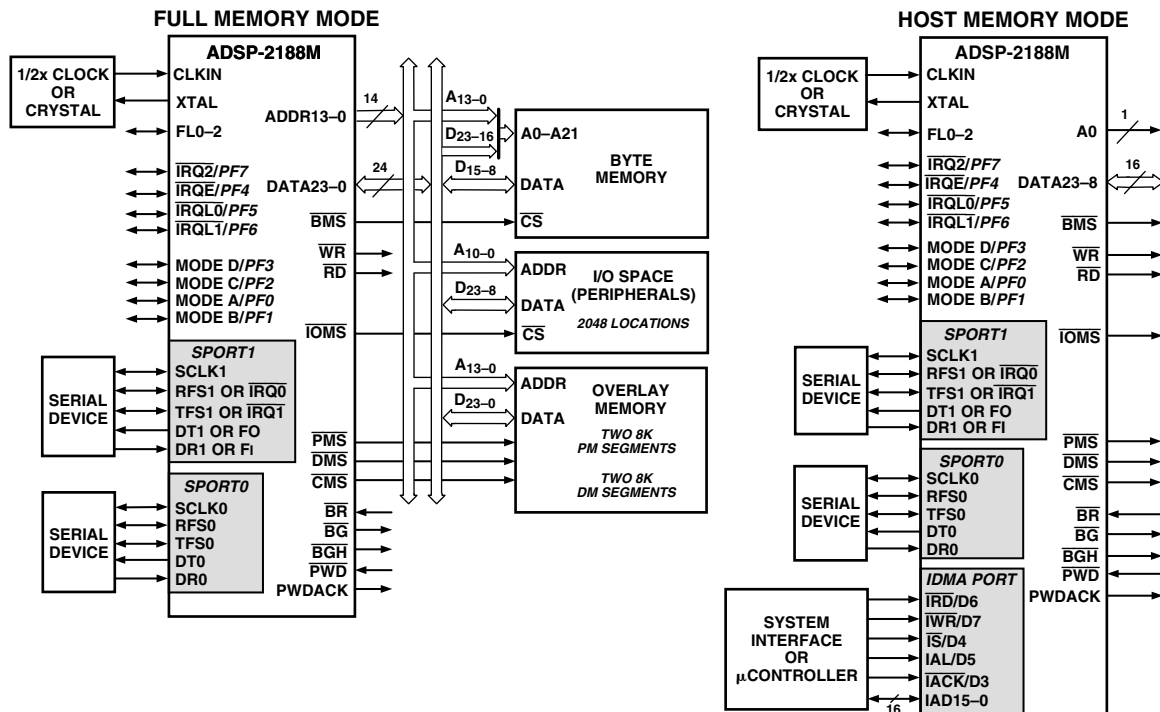 FULL MEMORY MODE
ADSP-2188M
1/2x CLOCK
OR
CRYSTAL
CLKIN
XTAL
FL0–2
IRQ2/PF7
IRQE/PF4
IRQL0/PF5
IRQL1/PF6
MODE D/PF3
MODE C/PF2
MODE A/PF0
MODE B/PF1
SERIAL
DEVICE
SPORT1
SCLK1
RFS1 OR IRQ0
TFS1 OR IRQ1
DT1 OR FO
DR1 OR FI
SERIAL
DEVICE
SPORT0
SCLK0
RFS0
TFS0
DT0
DR0
ADDR13–0
14
DATA23–0
24
BMS
WR
RD
IOMS
PMS
DMS
CMS
BR
BG
BGH
PWD
PWDACK
A13–0
D23–16
D15–8
A0–A21
DATA
CS
BYTE
MEMORY
A10–0
D23–8
ADDR
DATA
CS
I/O SPACE
(PERIPHERALS)
2048 LOCATIONS
A13–0
D23–0
ADDR
DATA
OVERLAY
MEMORY
TWO 8K
PM SEGMENTS
TWO 8K
DM SEGMENTS
HOST MEMORY MODE
ADSP-2188M
1/2x CLOCK
OR
CRYSTAL
CLKIN
XTAL
FL0–2
IRQ2/PF7
IRQE/PF4
IRQL0/PF5
IRQL1/PF6
MODE D/PF3
MODE C/PF2
MODE A/PF0
MODE B/PF1
SERIAL
DEVICE
SPORT1
SCLK1
RFS1 OR IRQ0
TFS1 OR IRQ1
DT1 OR FO
DR1 OR FI
SERIAL
DEVICE
SPORT0
SCLK0
RFS0
TFS0
DT0
DR0
SYSTEM
INTERFACE
OR
µCONTROLLER
IDMA PORT
IRD/D6
IWR/D7
IS/D4
IAL/D5
IACK/D3
IAD15–0
16
A0
1
DATA23–8
16
BMS
WR
RD
IOMS
PMS
DMS
CMS
BR
BG
BGH
PWD
PWDACK